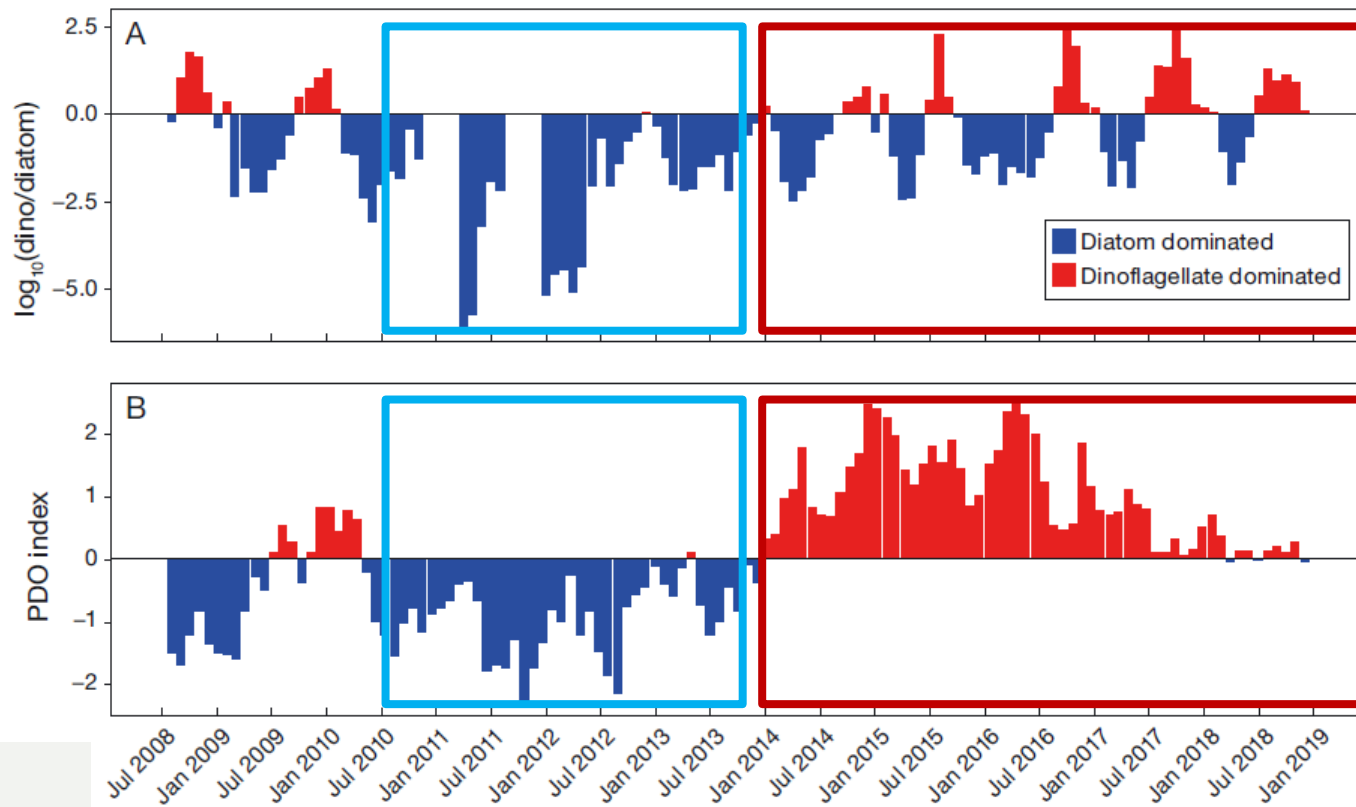 A
2.5
0.0
−2.5
−5.0
log10(dino/diatom)
Diatom dominated
Dinoflagellate dominated
B
2
1
0
−1
−2
PDO index
Jul 2008
Jan 2009
Jul 2009
Jan 2010
Jul 2010
Jan 2011
Jul 2011
Jan 2012
Jul 2012
Jan 2013
Jul 2013
Jan 2014
Jul 2014
Jan 2015
Jul 2015
Jan 2016
Jul 2016
Jan 2017
Jul 2017
Jan 2018
Jul 2018
Jan 2019